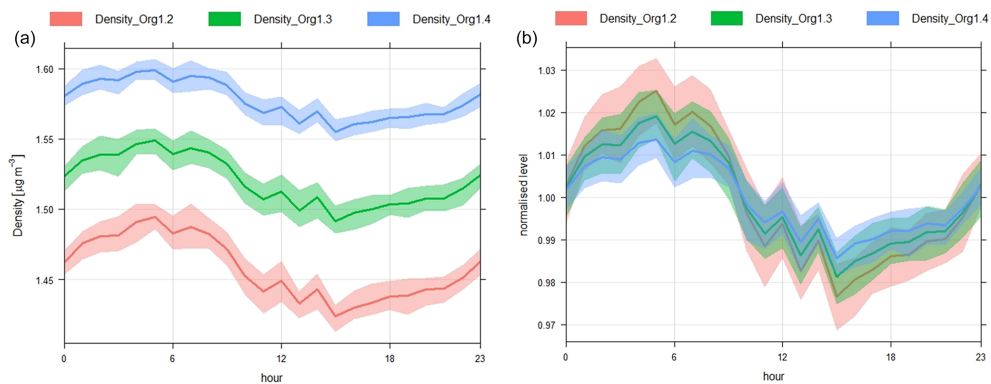 Density_Org1.2 Density_Org1.3 Density_Org1.4
(a)
1.60
1.55
1.50
1.45
Density [µg m⁻³]
0 6 12 18 23
hour
Density_Org1.2 Density_Org1.3 Density_Org1.4
(b)
1.03
1.02
1.01
1.00
0.99
0.98
0.97
normalised level
0 6 12 18 23
hour